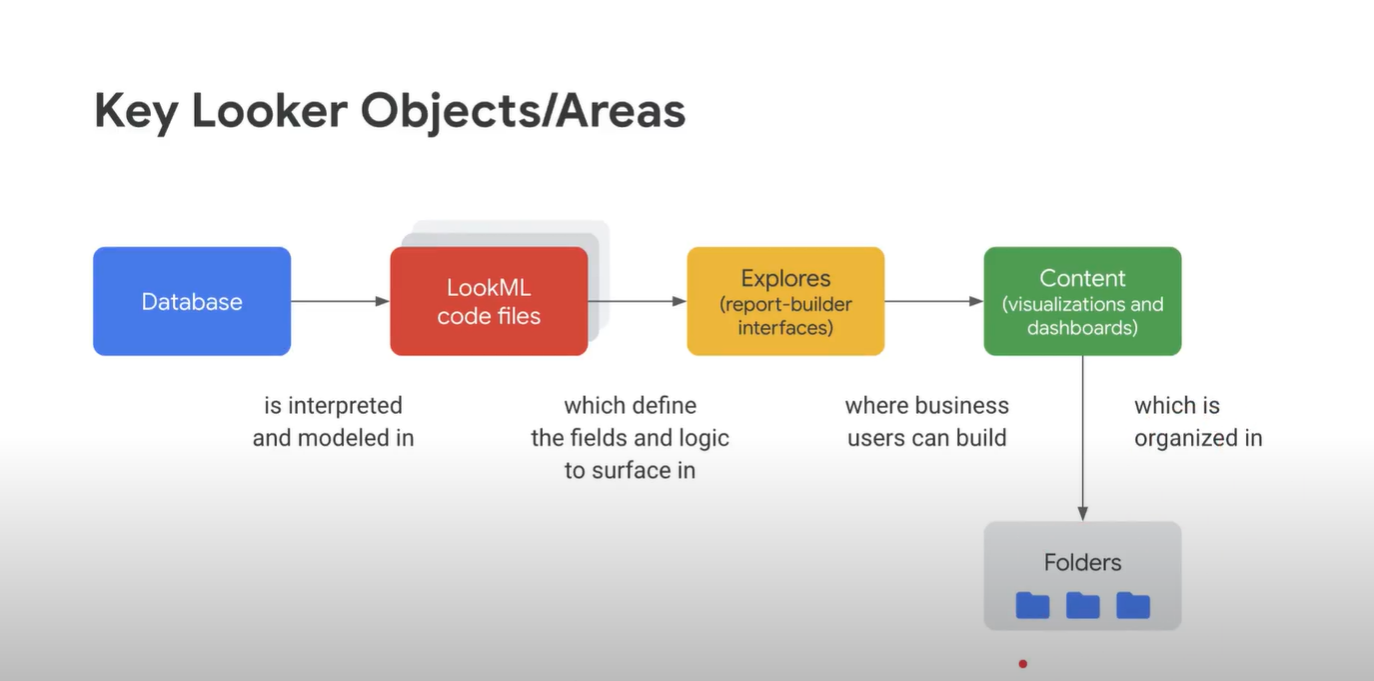 Key Looker Objects/Areas
Database
LookML
code files
Explores
(report-builder
interfaces)
Content
(visualizations and
dashboards)
is interpreted
and modeled in
which define
the fields and logic
to surface in
where business
users can build
which is
organized in
Folders